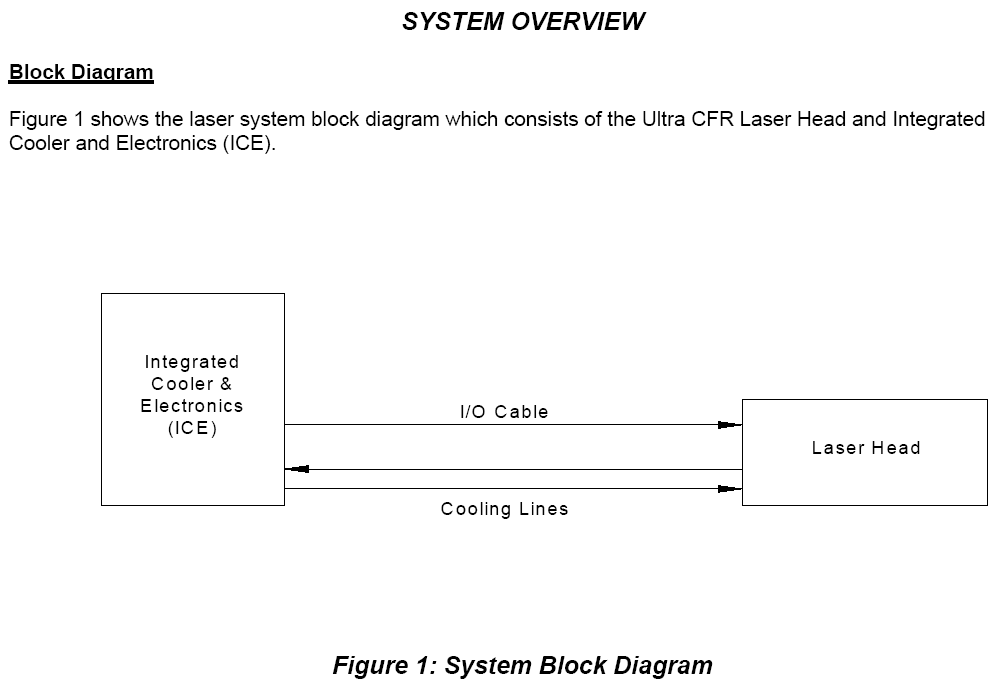 SYSTEM OVERVIEW
Block Diagram
Figure 1 shows the laser system block diagram which consists of the Ultra CFR Laser Head and Integrated
Cooler and Electronics (ICE).
Integrated
Cooler &
Electronics
(ICE)
I/O Cable
Laser Head
Cooling Lines
Figure 1: System Block Diagram